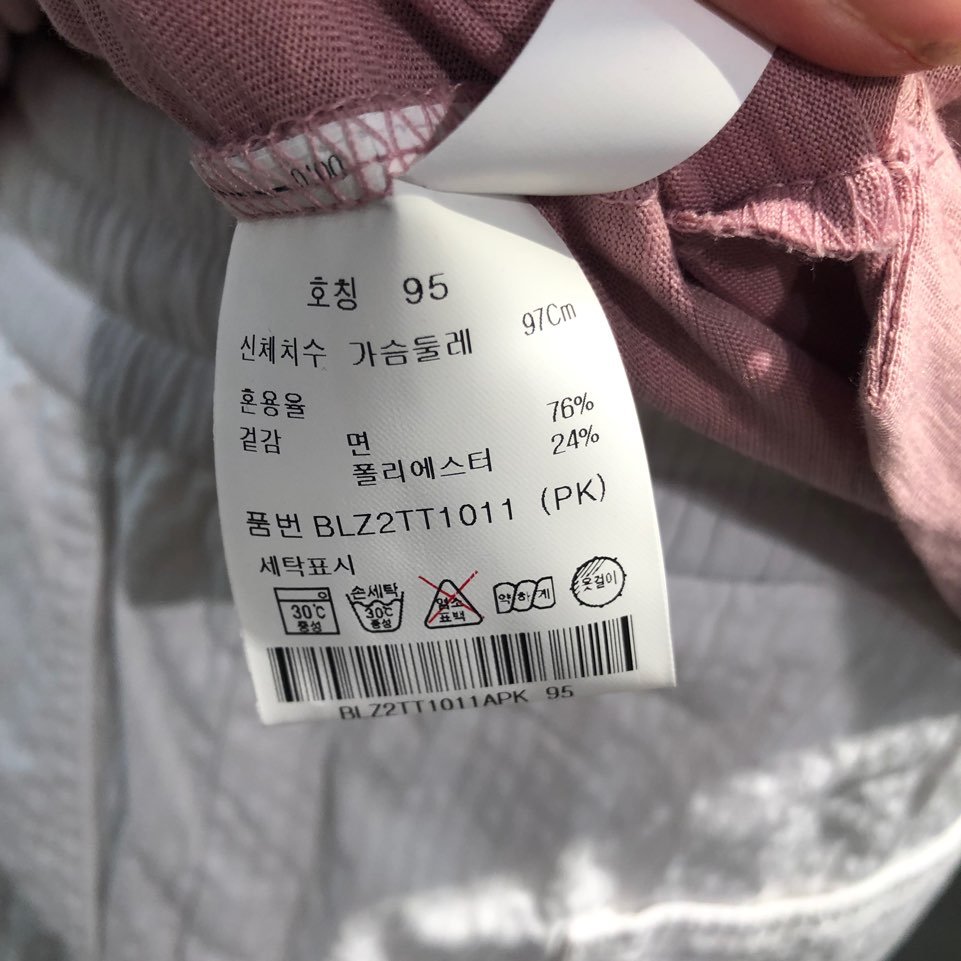 호칭 95
신체치수 가슴둘레 97Cm
혼용율
겉감 면 76%
폴리에스터 24%
품번 BLZ2TT1011 (PK)
세탁표시
30℃ 중성
손세탁 30℃ 중성
염소 표백
약하게
옷걸이
BLZ2TT1011APK 95